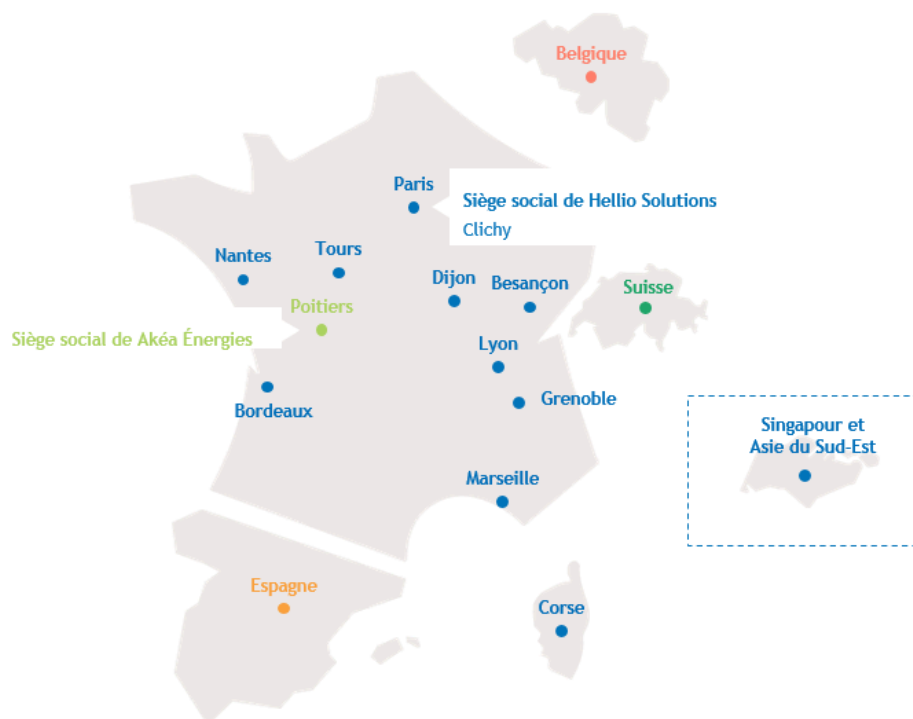 Belgique
Paris
Siège social de Hellio Solutions
Clichy
Nantes
Tours
Dijon
Besançon
Suisse
Poitiers
Siège social de Akéa Énergies
Lyon
Bordeaux
Grenoble
Singapour et
Asie du Sud-Est
Marseille
Espagne
Corse